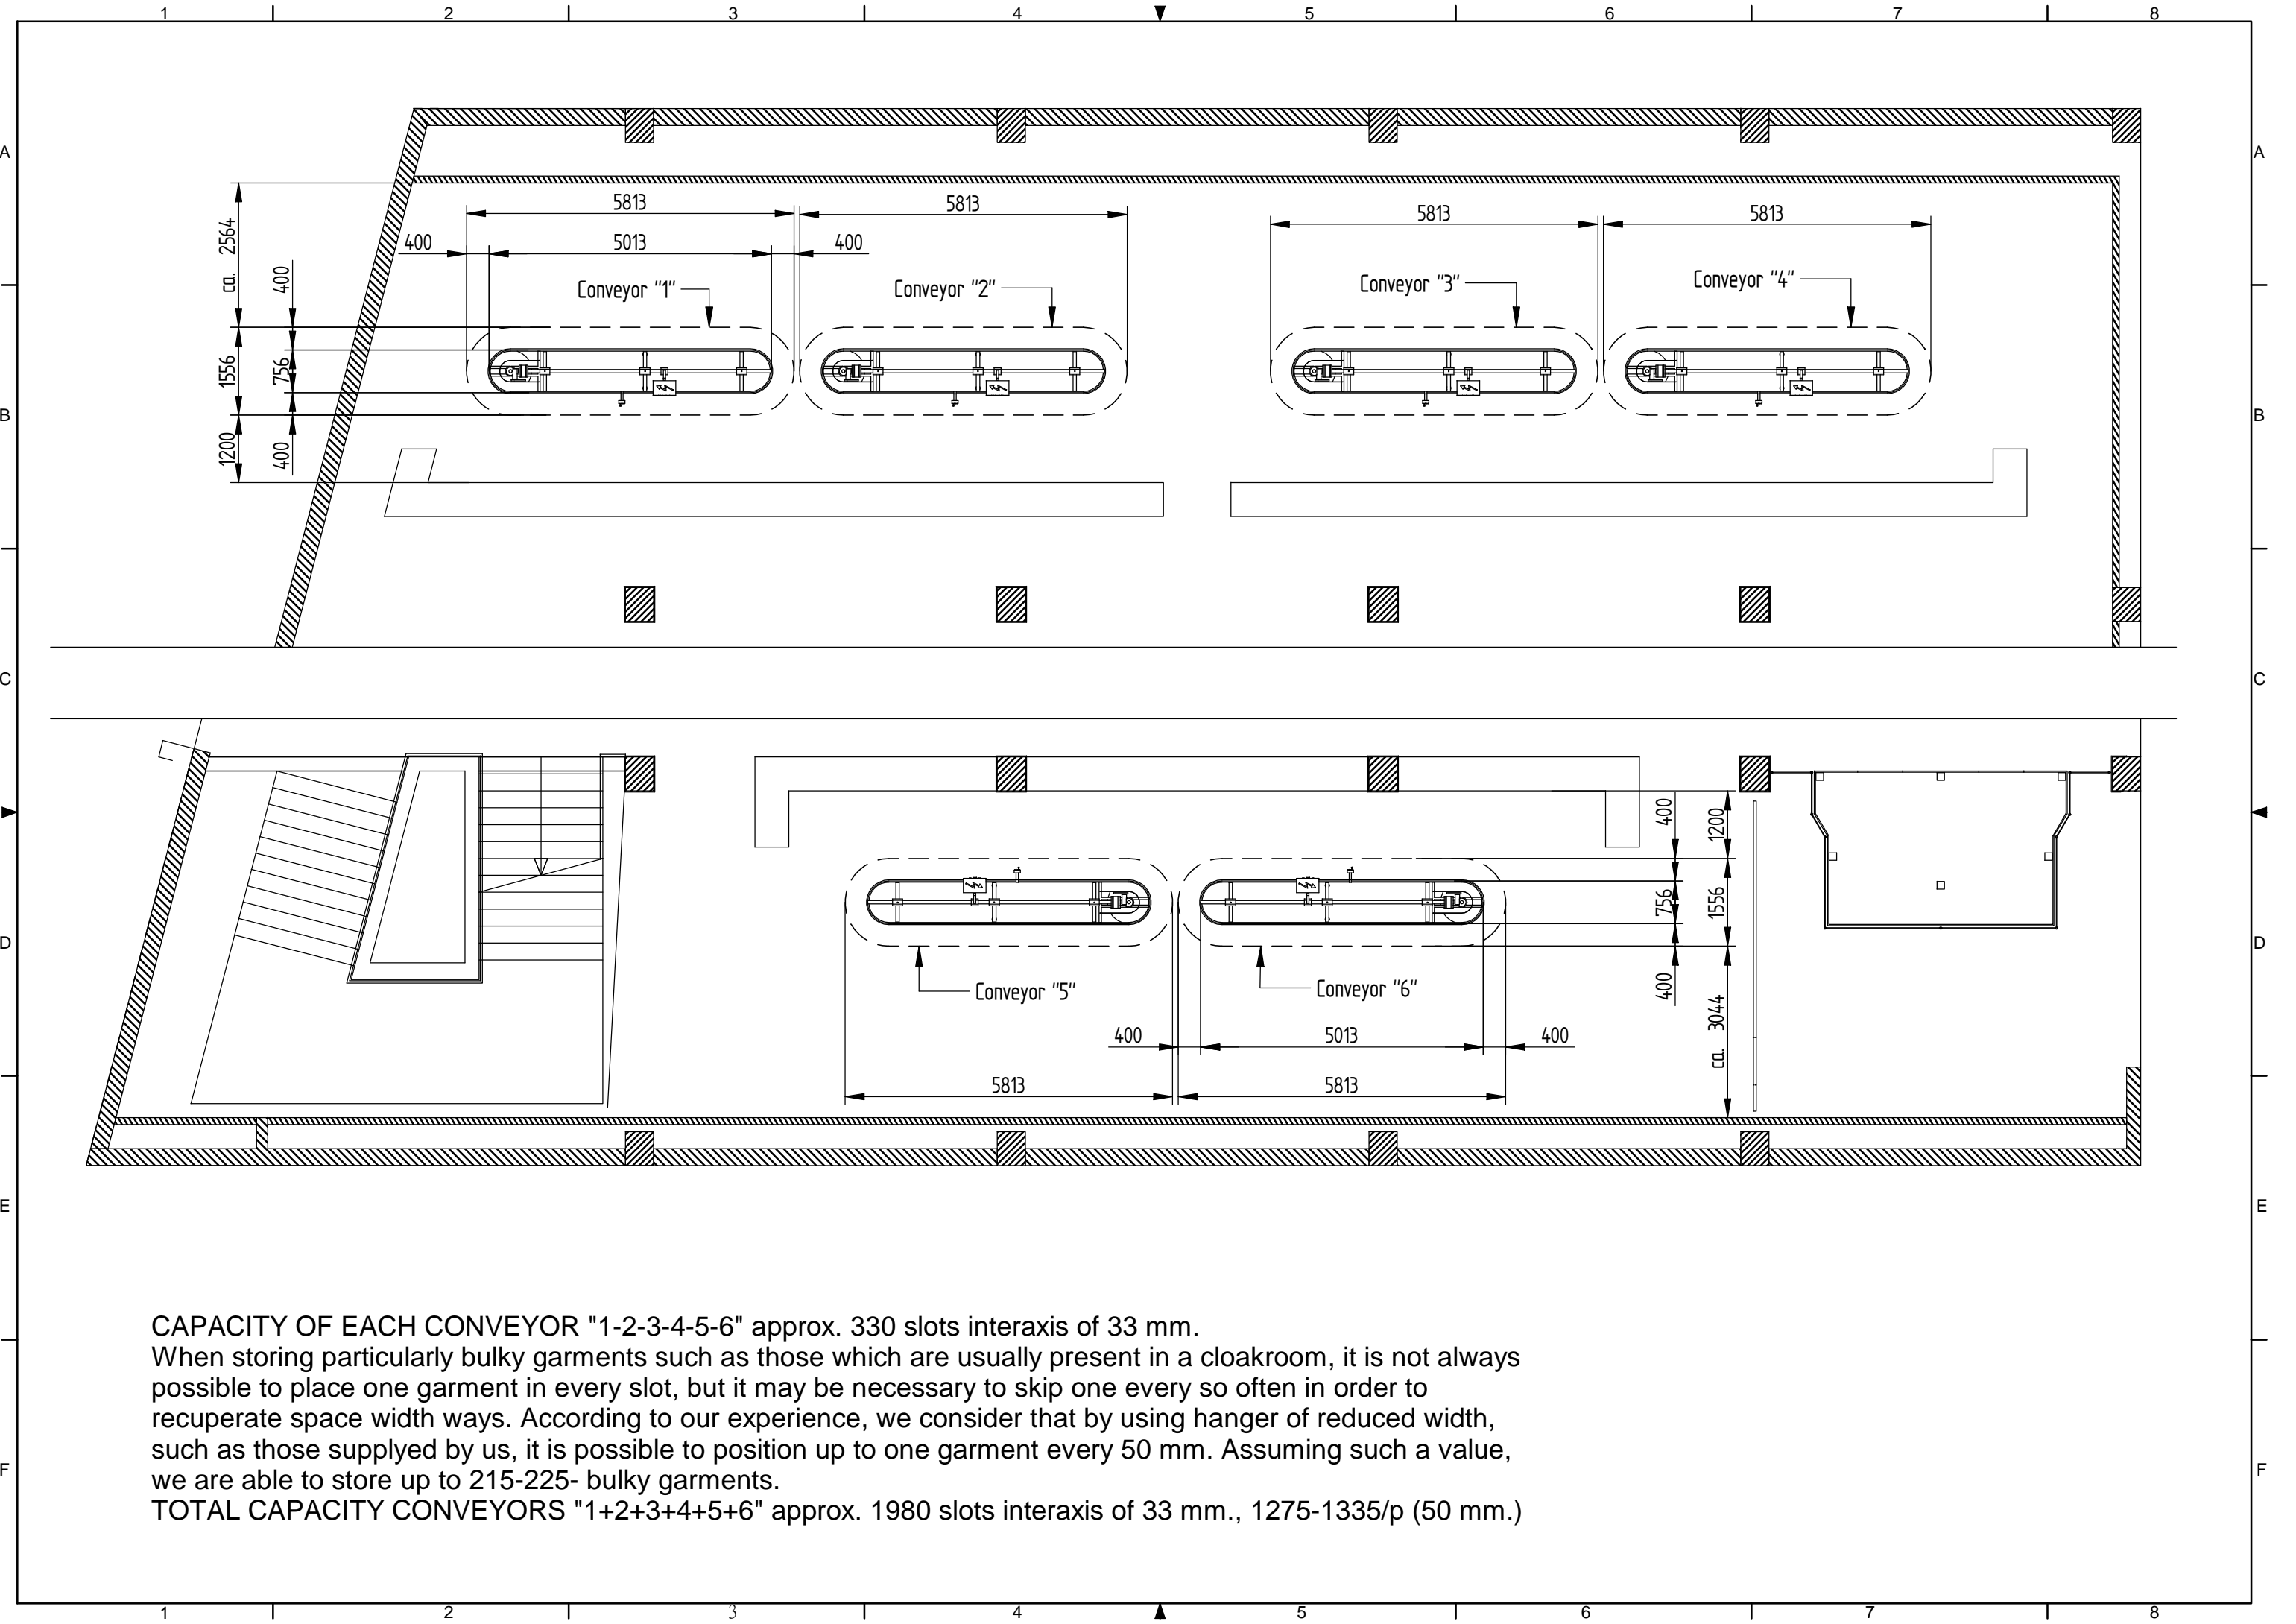 1 2 3 4 5 6 7 8
A A
5813 5813 5813 5813
ca. 2564
400 5013 400
400
Conveyor "1" Conveyor "2" Conveyor "3" Conveyor "4"
1556
756
B B
1200
400
C C
400
1200
756
1556
D D
400
Conveyor "5" Conveyor "6"
ca. 3044
400 5013 400
5813 5813
E E
CAPACITY OF EACH CONVEYOR "1-2-3-4-5-6" approx. 330 slots interaxis of 33 mm.
When storing particularly bulky garments such as those which are usually present in a cloakroom, it is not always
possible to place one garment in every slot, but it may be necessary to skip one every so often in order to
recuperate space width ways. According to our experience, we consider that by using hanger of reduced width,
such as those supplyed by us, it is possible to position up to one garment every 50 mm. Assuming such a value,
F F
we are able to store up to 215-225- bulky garments.
TOTAL CAPACITY CONVEYORS "1+2+3+4+5+6" approx. 1980 slots interaxis of 33 mm., 1275-1335/p (50 mm.)
1 2 3 4 5 6 7 8